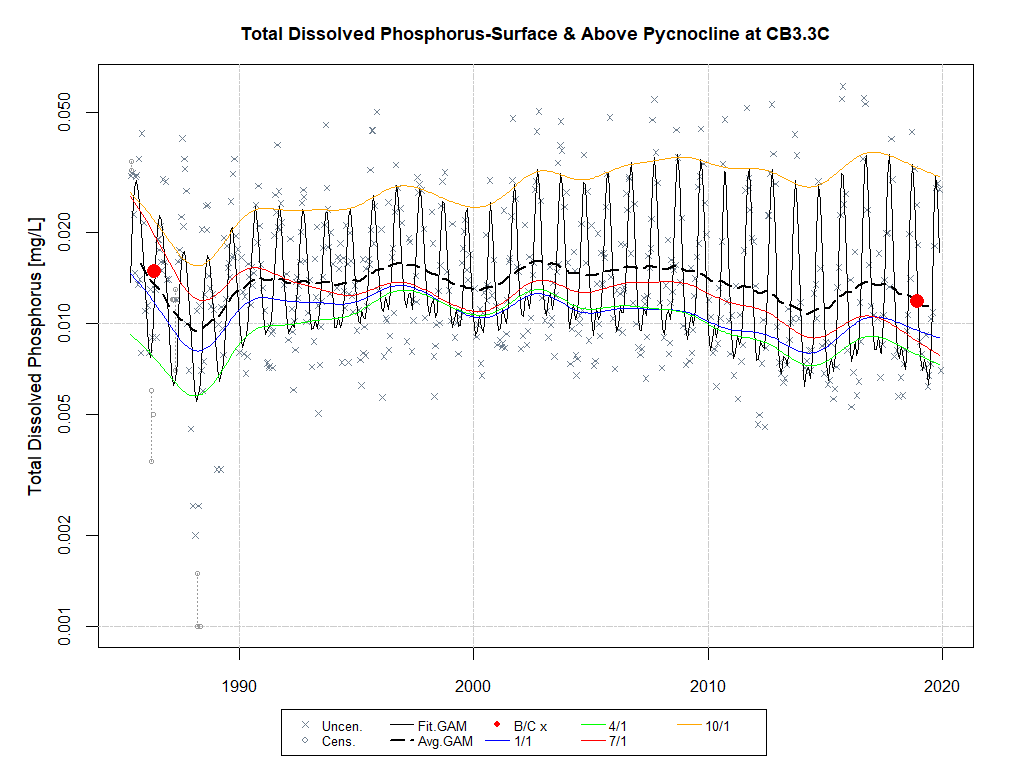 Total Dissolved Phosphorus-Surface & Above Pycnocline at CB3.3C
Total Dissolved Phosphorus [mg/L]
0.050
0.020
0.010
0.005
0.002
0.001
1990 2000 2010 2020
Uncen. Fit.GAM B/C x 4/1 10/1
Cens. Avg.GAM 1/1 7/1